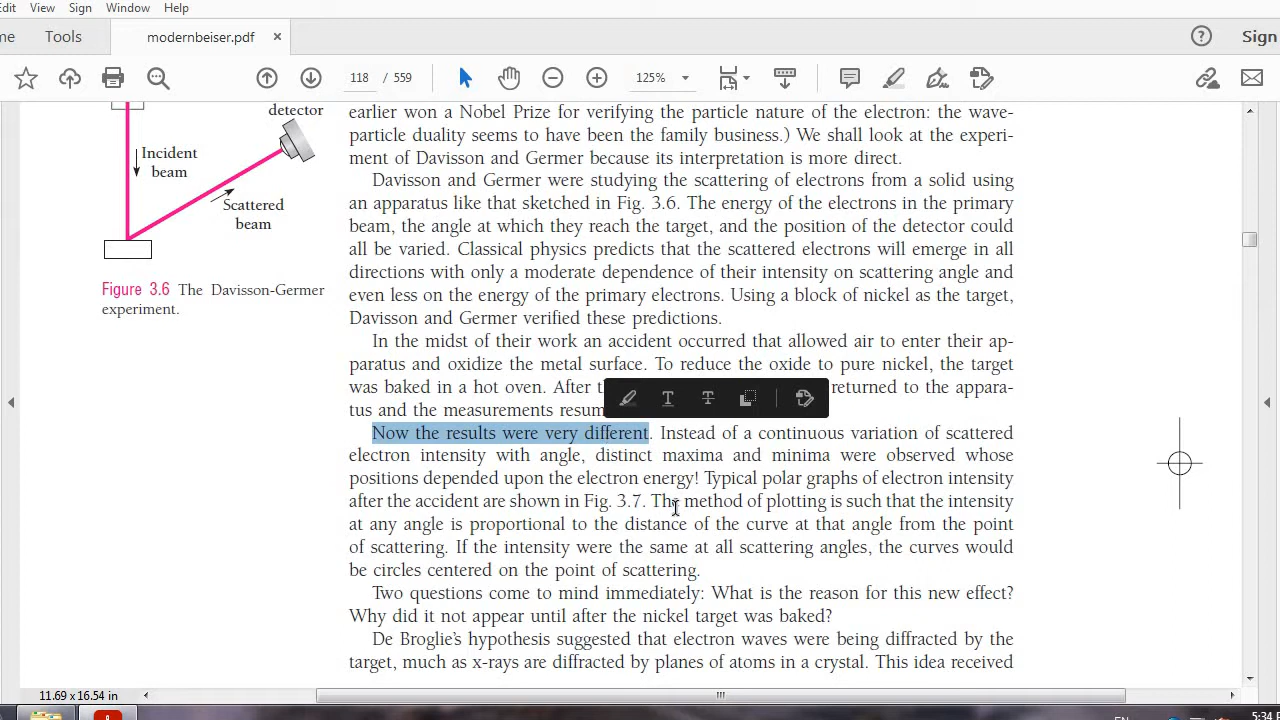 Edit View Sign Window Help
me Tools modernbeiser.pdf × ? Sign
118 / 559 125%
detector
Incident
beam
Scattered
beam
Figure 3.6 The Davisson-Germer
experiment.
earlier won a Nobel Prize for verifying the particle nature of the electron: the wave-
particle duality seems to have been the family business.) We shall look at the experi-
ment of Davisson and Germer because its interpretation is more direct.
Davisson and Germer were studying the scattering of electrons from a solid using
an apparatus like that sketched in Fig. 3.6. The energy of the electrons in the primary
beam, the angle at which they reach the target, and the position of the detector could
all be varied. Classical physics predicts that the scattered electrons will emerge in all
directions with only a moderate dependence of their intensity on scattering angle and
even less on the energy of the primary electrons. Using a block of nickel as the target,
Davisson and Germer verified these predictions.
In the midst of their work an accident occurred that allowed air to enter their ap-
paratus and oxidize the metal surface. To reduce the oxide to pure nickel, the target
was baked in a hot oven. After returned to the appara-
tus and the measurements
Now the results were very different. Instead of a continuous variation of scattered
electron intensity with angle, distinct maxima and minima were observed whose
positions depended upon the electron energy! Typical polar graphs of electron intensity
after the accident are shown in Fig. 3.7. The method of plotting is such that the intensity
at any angle is proportional to the distance of the curve at that angle from the point
of scattering. If the intensity were the same at all scattering angles, the curves would
be circles centered on the point of scattering.
Two questions come to mind immediately: What is the reason for this new effect?
Why did it not appear until after the nickel target was baked?
De Broglie's hypothesis suggested that electron waves were being diffracted by the
target, much as x-rays are diffracted by planes of atoms in a crystal. This idea received
11.69 x 16.54 in
5:34